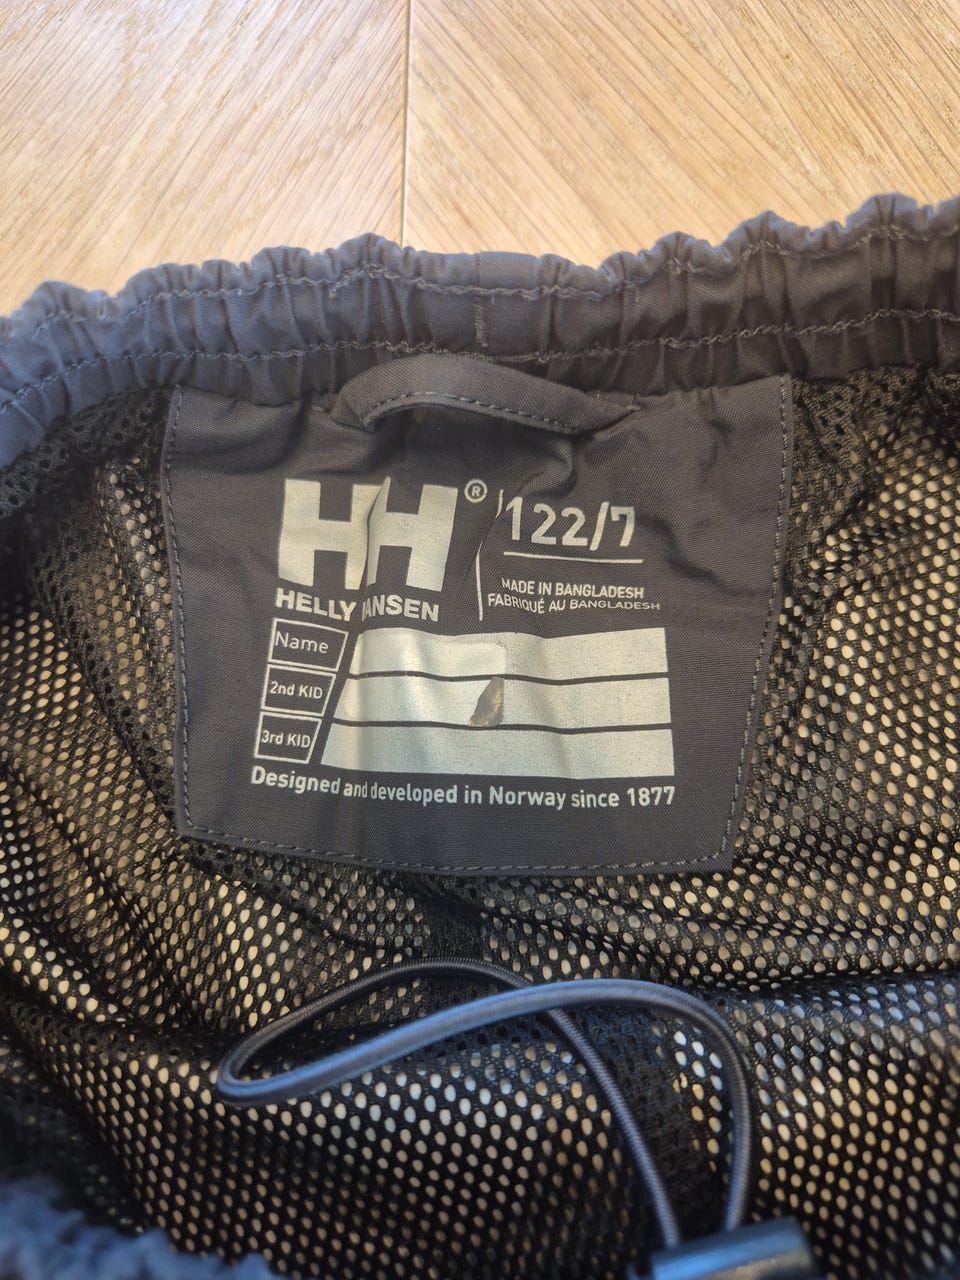 HH®
HELLY HANSEN
122/7
MADE IN BANGLADESH
FABRIQUÉ AU BANGLADESH
Name
2nd KID
3rd KID
Designed and developed in Norway since 1877